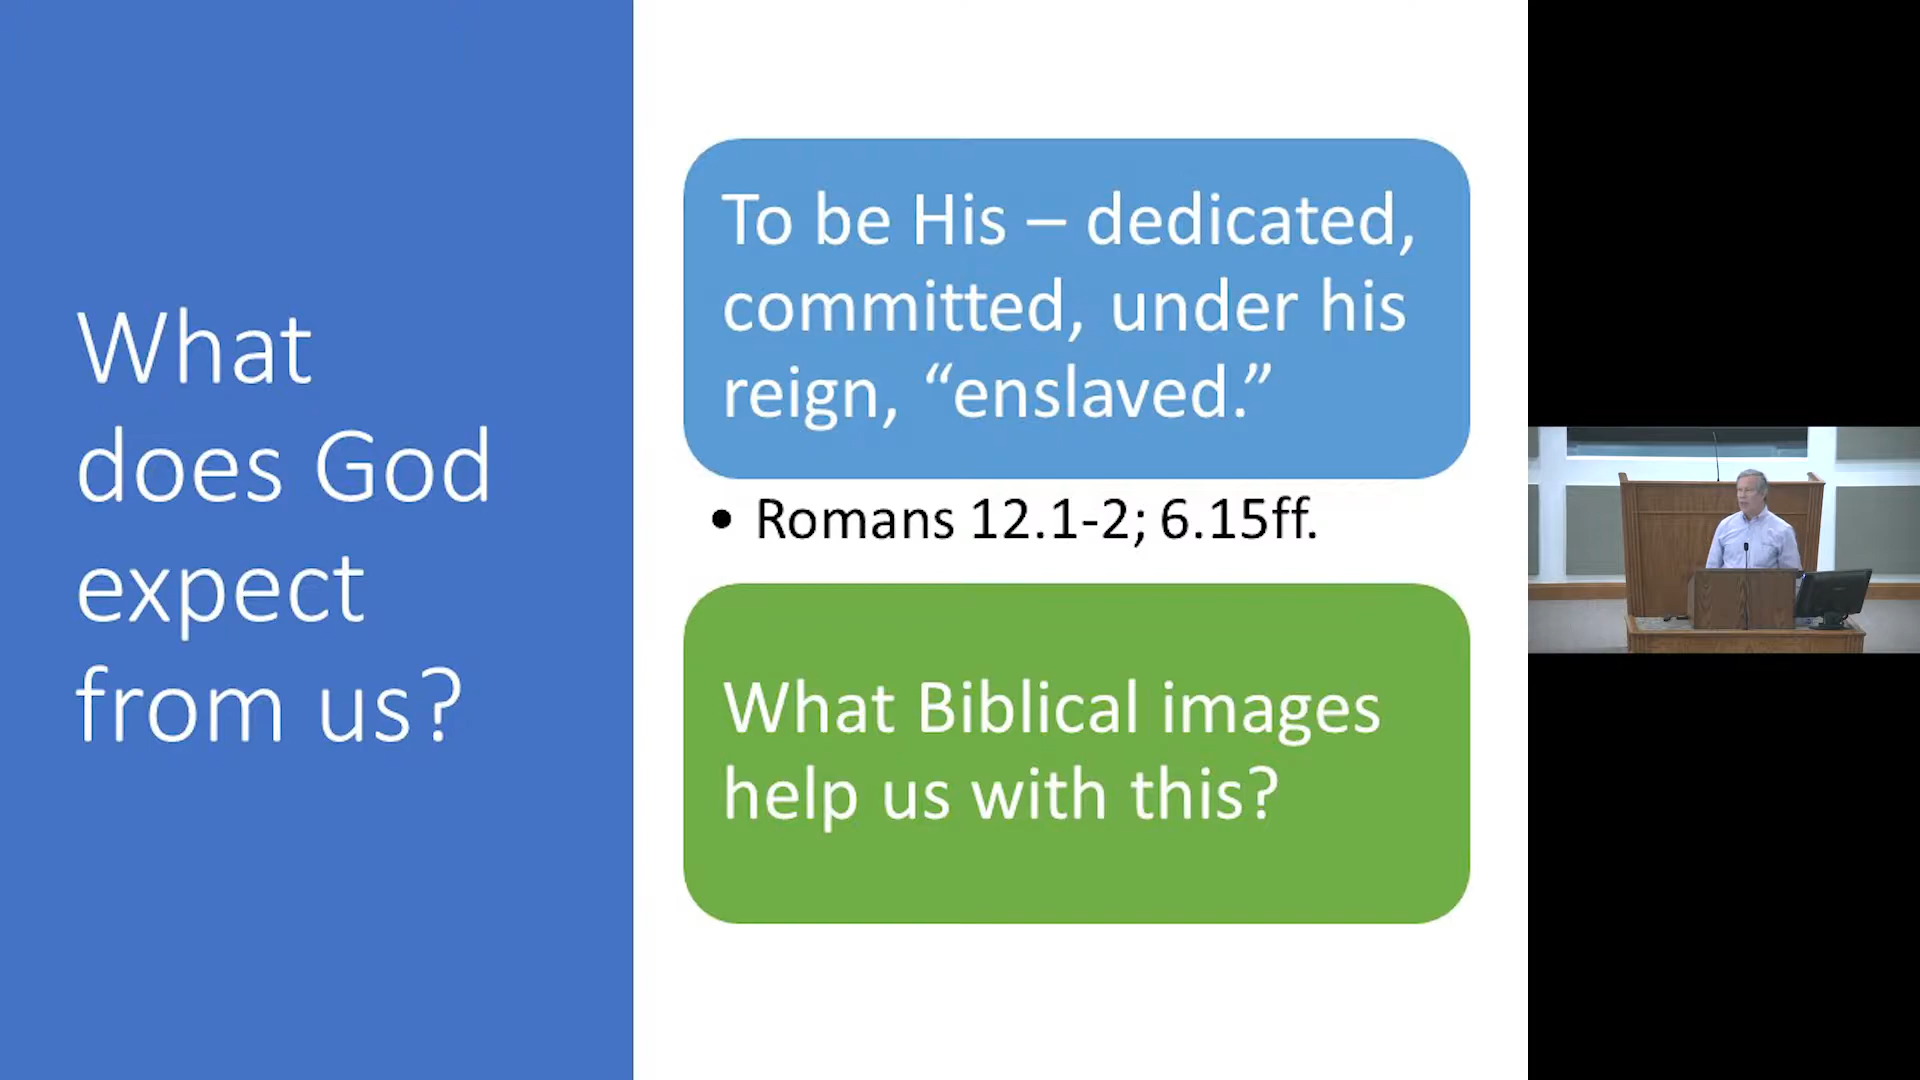 What
does God
expect
from us?
To be His – dedicated,
committed, under his
reign, “enslaved.”
• Romans 12.1-2; 6.15ff.
What Biblical images
help us with this?